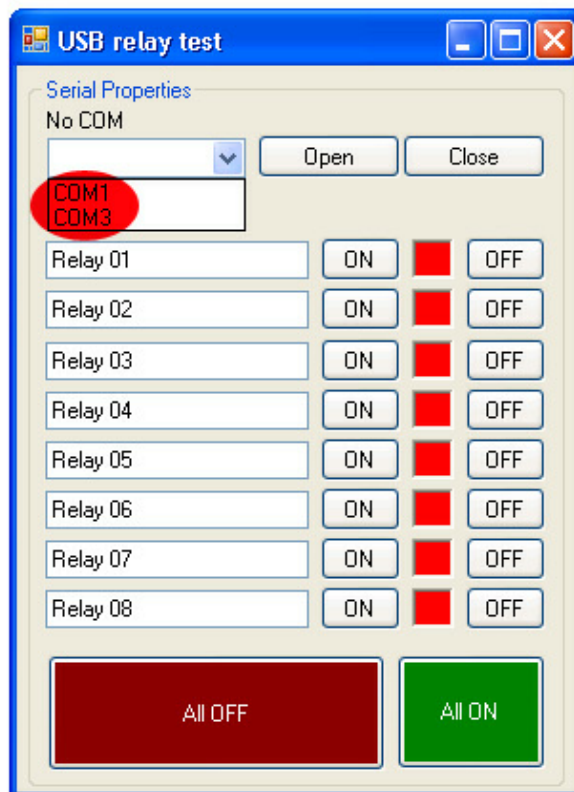 USB relay test
Serial Properties
No COM
Open Close
COM1
COM3
Relay 01 ON OFF
Relay 02 ON OFF
Relay 03 ON OFF
Relay 04 ON OFF
Relay 05 ON OFF
Relay 06 ON OFF
Relay 07 ON OFF
Relay 08 ON OFF
All OFF All ON